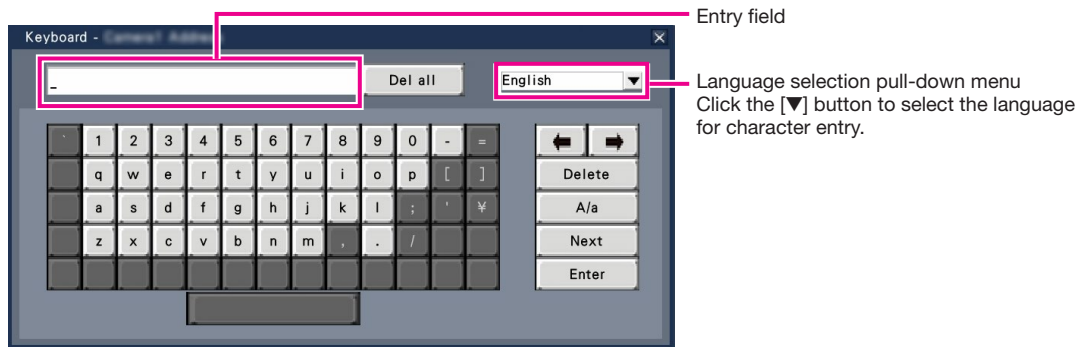 Entry field
Keyboard -
_ Del all English ▼
Language selection pull-down menu
Click the [▼] button to select the language
for character entry.
` 1 2 3 4 5 6 7 8 9 0 - =
q w e r t y u i o p [ ] Delete
a s d f g h j k l ; ' ¥ A/a
z x c v b n m , . / Next
Enter